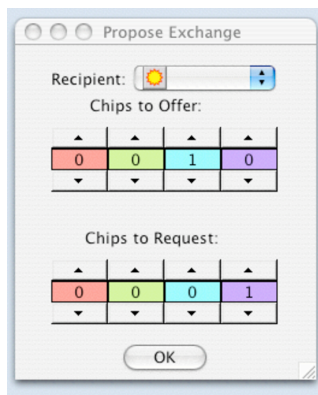 Propose Exchange
Recipient:
Chips to Offer:
0 0 1 0
Chips to Request:
0 0 0 1
OK